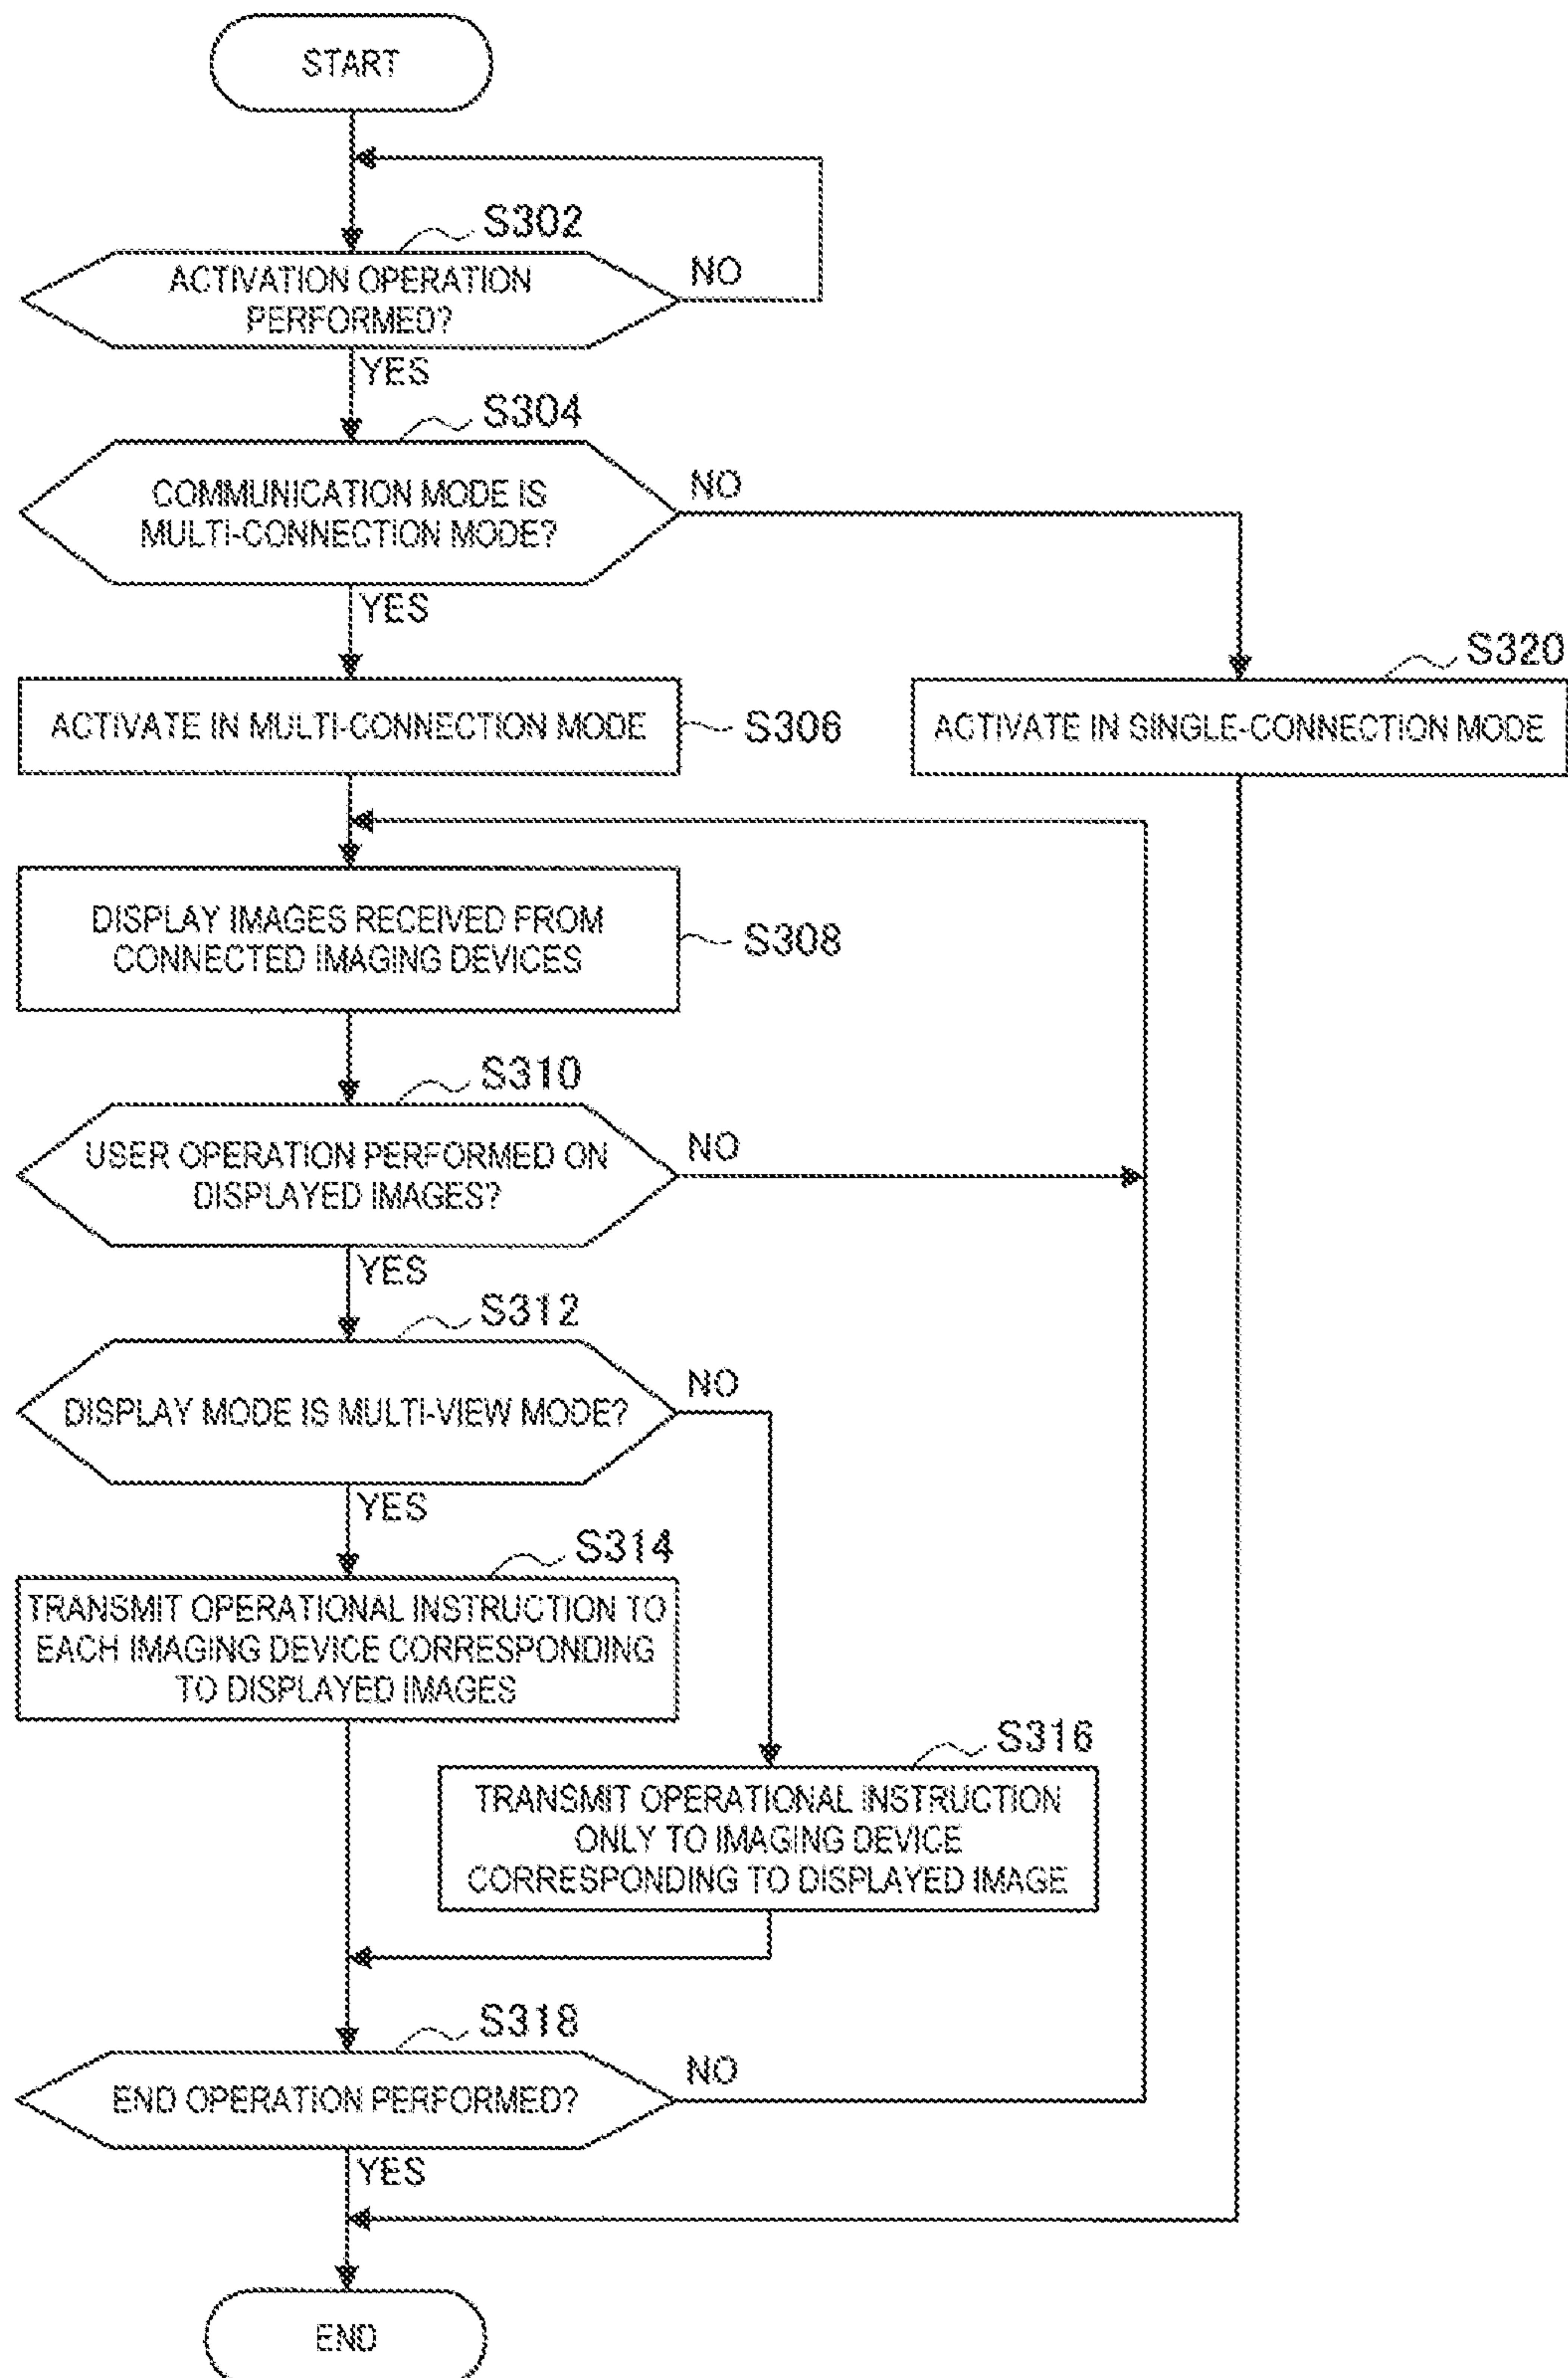 START
S302
ACTIVATION OPERATION
PERFORMED?
NO
YES
S304
COMMUNICATION MODE IS
MULTI-CONNECTION MODE?
NO
YES
S320
ACTIVATE IN MULTI-CONNECTION MODE
S306
ACTIVATE IN SINGLE-CONNECTION MODE
DISPLAY IMAGES RECEIVED FROM
CONNECTED IMAGING DEVICES
S308
S310
USER OPERATION PERFORMED ON
DISPLAYED IMAGES?
NO
YES
S312
DISPLAY MODE IS MULTI-VIEW MODE?
NO
YES
S314
TRANSMIT OPERATIONAL INSTRUCTION TO
EACH IMAGING DEVICE CORRESPONDING
TO DISPLAYED IMAGES
S316
TRANSMIT OPERATIONAL INSTRUCTION
ONLY TO IMAGING DEVICE
CORRESPONDING TO DISPLAYED IMAGE
S318
END OPERATION PERFORMED?
NO
YES
END